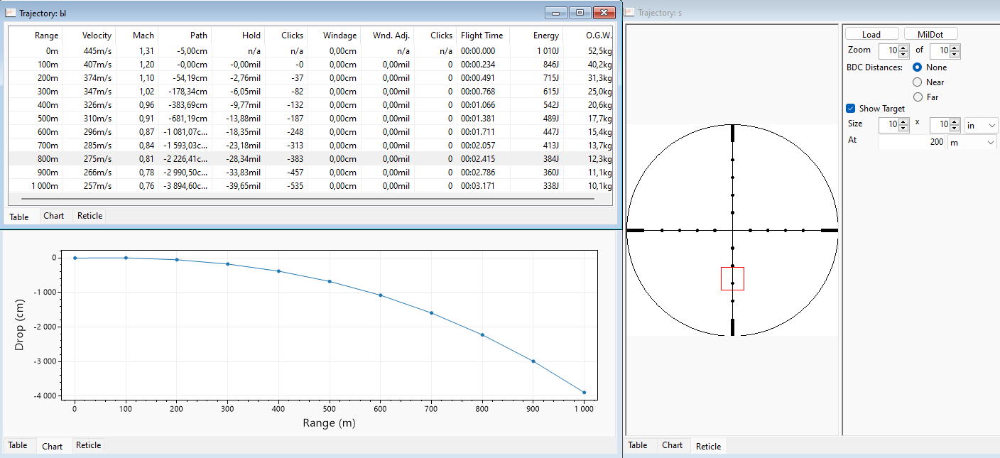 Trajectory: Ы
Range Velocity Mach Path Hold Clicks Windage Wnd. Adj. Clicks Flight Time Energy O.G.W.
0m 445m/s 1,31 -5,00cm n/a n/a 0,00cm n/a n/a 00:00.000 1 010J 52,5kg
100m 407m/s 1,20 -0,00cm -0,00mil -0 0,00cm 0,00mil 0 00:00.234 846J 40,2kg
200m 374m/s 1,10 -54,19cm -2,76mil -37 0,00cm 0,00mil 0 00:00.491 715J 31,3kg
300m 347m/s 1,02 -178,34cm -6,05mil -82 0,00cm 0,00mil 0 00:00.768 615J 25,0kg
400m 326m/s 0,96 -383,69cm -9,77mil -132 0,00cm 0,00mil 0 00:01.066 542J 20,6kg
500m 310m/s 0,91 -681,19cm -13,88mil -187 0,00cm 0,00mil 0 00:01.381 489J 17,7kg
600m 296m/s 0,87 -1 081,07c... -18,35mil -248 0,00cm 0,00mil 0 00:01.711 447J 15,4kg
700m 285m/s 0,84 -1 593,03c... -23,18mil -313 0,00cm 0,00mil 0 00:02.057 413J 13,7kg
800m 275m/s 0,81 -2 226,41c... -28,34mil -383 0,00cm 0,00mil 0 00:02.415 384J 12,3kg
900m 266m/s 0,78 -2 990,50c... -33,83mil -457 0,00cm 0,00mil 0 00:02.786 360J 11,1kg
1 000m 257m/s 0,76 -3 894,60c... -39,65mil -535 0,00cm 0,00mil 0 00:03.171 338J 10,1kg
Table Chart Reticle
0
-1 000
-2 000
-3 000
-4 000
Drop (cm)
0 100 200 300 400 500 600 700 800 900 1 000
Range (m)
Table Chart Reticle
Trajectory: s
Load MilDot
Zoom 10 of 10
BDC Distances: None
Near
Far
Show Target
Size 10 x 10 in
At 200 m
Table Chart Reticle